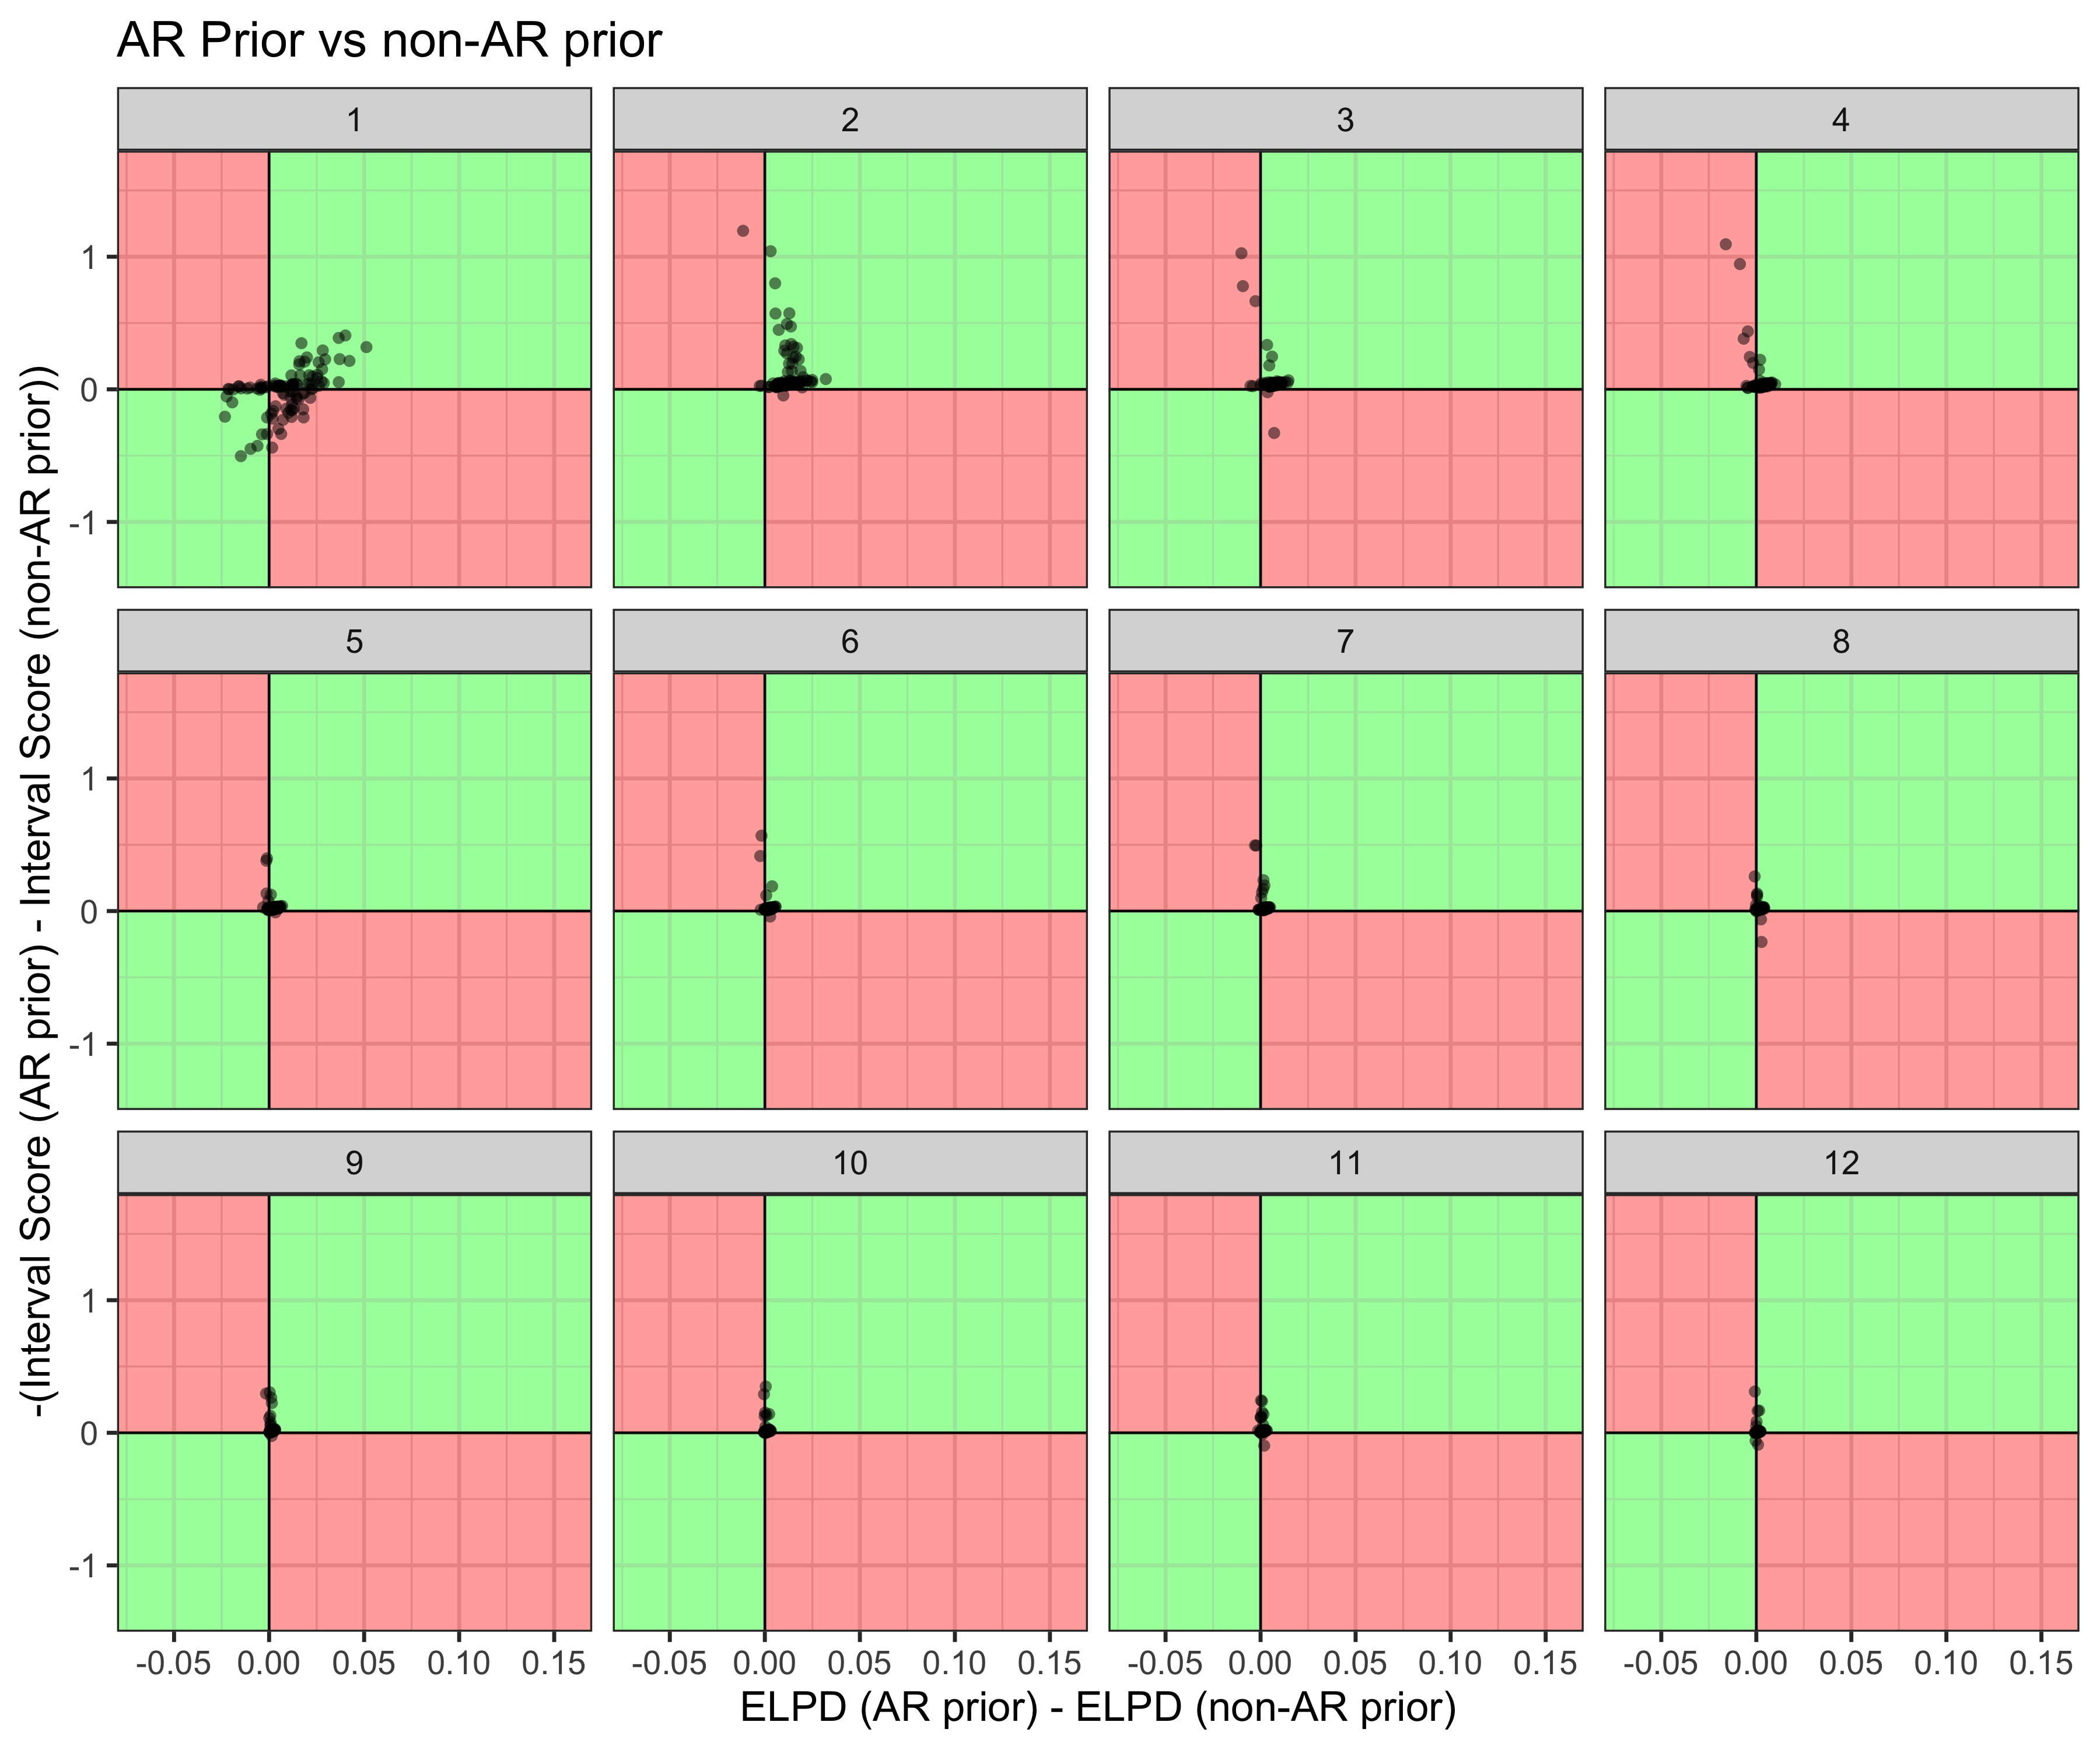 AR Prior vs non-AR prior
1 2 3 4
1
0
-1
5 6 7 8
1
0
-1
9 10 11 12
1
0
-1
-0.05 0.00 0.05 0.10 0.15 -0.05 0.00 0.05 0.10 0.15 -0.05 0.00 0.05 0.10 0.15 -0.05 0.00 0.05 0.10 0.15
ELPD (AR prior) - ELPD (non-AR prior)
-(Interval Score (AR prior) - Interval Score (non-AR prior))